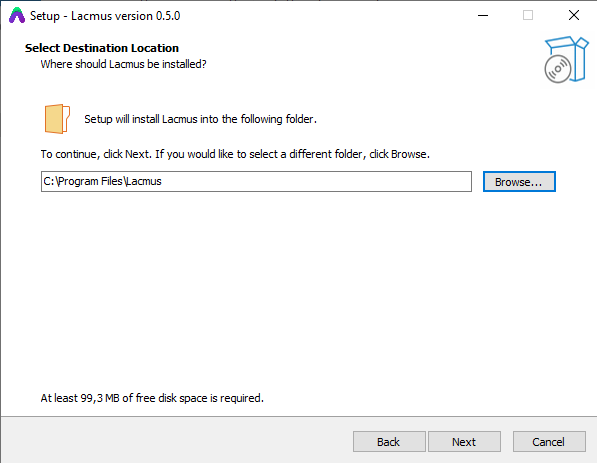 Setup - Lacmus version 0.5.0
Select Destination Location
Where should Lacmus be installed?
Setup will install Lacmus into the following folder.
To continue, click Next. If you would like to select a different folder, click Browse.
C:\Program Files\Lacmus
Browse...
At least 99,3 MB of free disk space is required.
Back
Next
Cancel